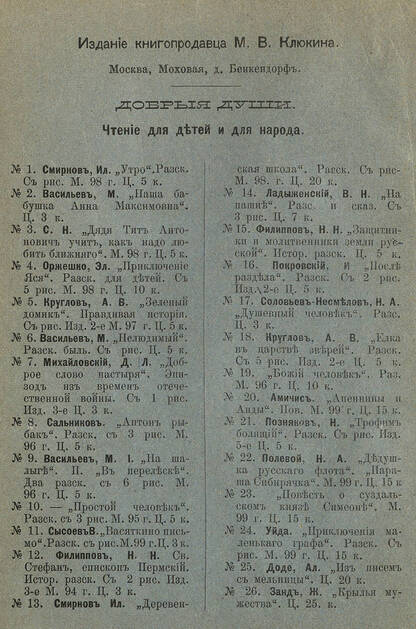 Изданіе книгопродавца М. В. Клюкина.
Москва, Моховая, д. Бенкендорфъ.
ДОБРЫЯ ДУШИ.
Чтеніе для дѣтей и для народа.
№ 1. Смирновъ, Ил. „Утро“. Разск.
Съ рис. М. 98 г. Ц. 5 к.
№ 2. Васильевъ, М. „Наша ба-
бушка Анна Максимовна“.
Ц. 3 к.
№ 3. С. Н. „Дядя Титъ Анто-
новичъ учитъ, какъ надо лю-
бить ближняго“. М. 98 г. Ц. 5 к.
№ 4. Оржешко, Эл. „Приключеніе
Яся“. Разск. для дѣтей. Съ
5 рис. М. 98 г. Ц. 10 к.
№ 5. Кругловъ, А. В. „Зеленый
домикъ“. Правдивая исторія.
Съ рис. Изд. 2-е М. 97 г. Ц. 5 к.
№ 6. Васильевъ, М. „Нелюдимый“.
Разск. быль. Съ рис. Ц. 5 к.
№ 7. Михайловскій, Д. Л. „Доб-
рое слово пастыря“. Эпи-
зодъ изъ временъ отече-
ственной войны. Съ 1 рис.
Изд. 3-е Ц. 3 к.
№ 8. Сальниковъ. „Антонъ ры-
бакъ“. Разск. съ 3 рис. М.
96 г. Ц. 5 к.
№ 9. Васильевъ, М. І. „На ша-
лыгѣ“. II. „Въ перелѣскѣ“.
Два разск. съ 6 рис. М.
96 г. Ц. 5 к.
№ 10. — „Простой человѣкъ“.
Разск. съ 3 рис. М. 95 г. Ц. 5 к.
№ 11. Сысоевъ В. „Васяткино пись-
мо“. Разск. съ рис. М. 99 г. Ц. 3 к.
№ 12. Филипповъ, Н. Н. Св.
Стефанъ, епископъ Пермскій.
Истор. разск. Съ 2 рис. Изд.
3-е М. 94 г. Ц. 3 к.
№ 13. Смирновъ Ил. „Деревен-
ская школа“. Разск. Съ рис-
М. 98. г. Ц. 20 к.
№ 14. Ладыженскій, В. Н. „На
пашнѣ“. Разс. и сказ. Съ
3 рис. Ц. 7 к.
№ 15. Филипповъ, Н. Н. „Защитни-
ки и молитвенники земли рус-
ской“. Истор. разск. Ц. 5 к.
№ 16. Покровскій, И „Послѣ
раздѣла“. Разск. Съ 2 рис.
Изд. 2-е Ц. 5 к.
№ 17. Соловьевъ-Несмѣловъ, Н. А.
„Душевный человѣкъ“. Разс.
Ц. 3 к.
№ 18. Кругловъ, А. В. „Елка
въ царствѣ звѣрей“. Разск.
Съ 5 рис. Изд. 2-е Ц. 5 к.
№ 19. „Божій человѣкъ“. Раз.
М. 96 г. Ц. 10 к.
№ 20. Амичисъ. „Апеннины и
Анды“. Пов. М. 99 г. Ц. 15 к.
№ 21. Позняковъ, Н. „Трофимъ
болящій“. Разск. Съ рис. Изд.
5-е Ц. 5 к.
№ 22. Полевой, Н. А. „Дѣдуш-
ка русскаго флота“. „Пара-
ша Сибирячка“. М. 99 г. Ц. 15 к
№ 23. „Повѣсть о суздаль-
скомъ князѣ Симеонѣ“. М.
99 г. Ц. 15 к.
№ 24. Уйда. „Приключенія ма-
ленькаго графа“. Разск. Съ
рис. М. 99 г. Ц. 15 к.
№ 25. Доде, Ал. „Изъ писемъ
съ мельницы“ Ц. 20 к.
№ 26. Зандъ, Ж. „Крылья му-
жества“. Ц. 25 к.